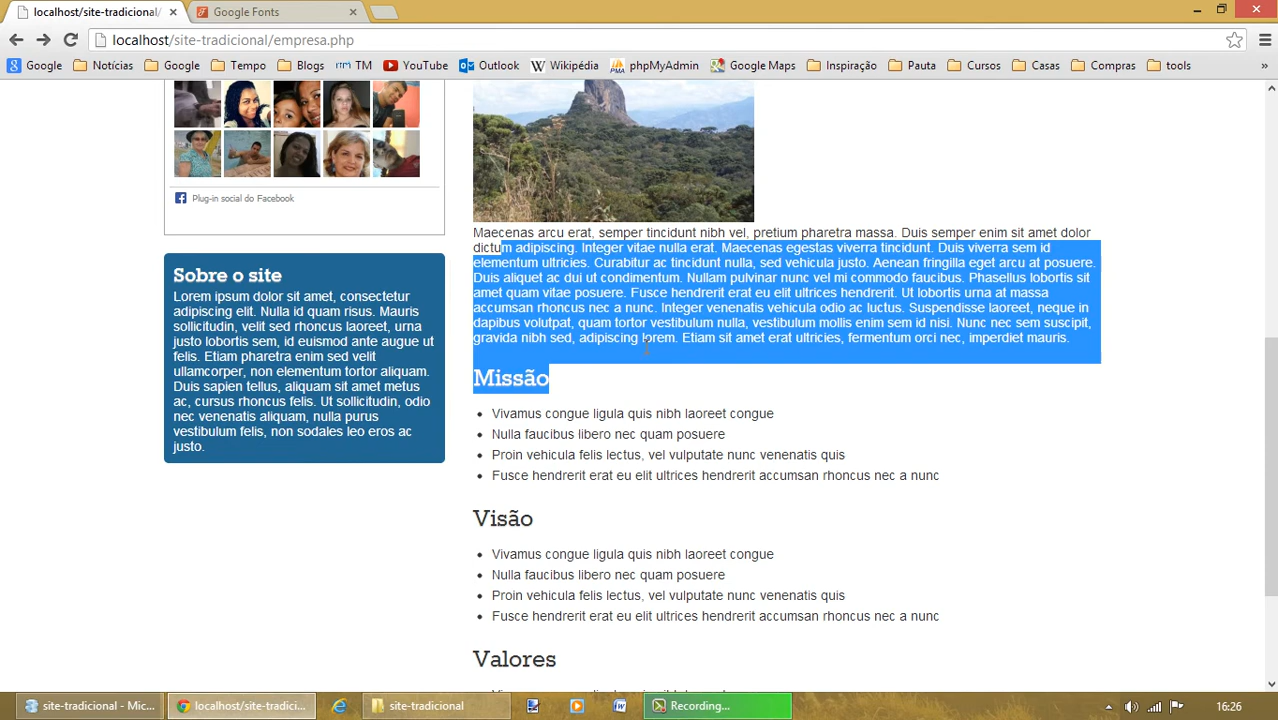 localhost/site-tradicional/
Google Fonts
localhost/site-tradicional/empresa.php
Google Notícias Google Tempo Blogs TM YouTube Outlook Wikipédia phpMyAdmin Google Maps Inspiração Pauta Cursos Casas Compras tools »
Plug-in social do Facebook
Sobre o site
Lorem ipsum dolor sit amet, consectetur
adipiscing elit. Nulla id quam risus. Mauris
sollicitudin, velit sed rhoncus laoreet, urna
justo lobortis sem, id euismod ante augue ut
felis. Etiam pharetra enim sed velit
ullamcorper, non elementum tortor aliquam.
Duis sapien tellus, aliquam sit amet metus
ac, cursus rhoncus felis. Ut sollicitudin, odio
nec venenatis aliquam, nulla purus
vestibulum felis, non sodales leo eros ac
justo.
Maecenas arcu erat, semper tincidunt nibh vel, pretium pharetra massa. Duis semper enim sit amet dolor
dictum adipiscing. Integer vitae nulla erat. Maecenas egestas viverra tincidunt. Duis viverra sem id
elementum ultricies. Curabitur ac tincidunt nulla, sed vehicula justo. Aenean fringilla eget arcu at posuere.
Duis aliquet ac dui ut condimentum. Nullam pulvinar nunc vel mi commodo faucibus. Phasellus lobortis sit
amet quam vitae posuere. Fusce hendrerit erat eu elit ultrices hendrerit. Ut lobortis urna at massa
accumsan rhoncus nec a nunc. Integer venenatis vehicula odio ac luctus. Suspendisse laoreet, neque in
dapibus volutpat, quam tortor vestibulum nulla, vestibulum mollis enim sem id nisi. Nunc nec sem suscipit,
gravida nibh sed, adipiscing lorem. Etiam sit amet erat ultricies, fermentum orci nec, imperdiet mauris.
Missão
• Vivamus congue ligula quis nibh laoreet congue
• Nulla faucibus libero nec quam posuere
• Proin vehicula felis lectus, vel vulputate nunc venenatis quis
• Fusce hendrerit erat eu elit ultrices hendrerit accumsan rhoncus nec a nunc
Visão
• Vivamus congue ligula quis nibh laoreet congue
• Nulla faucibus libero nec quam posuere
• Proin vehicula felis lectus, vel vulputate nunc venenatis quis
• Fusce hendrerit erat eu elit ultrices hendrerit accumsan rhoncus nec a nunc
Valores
site-tradicional - Mic...
localhost/site-tradici...
site-tradicional
Recording...
16:26